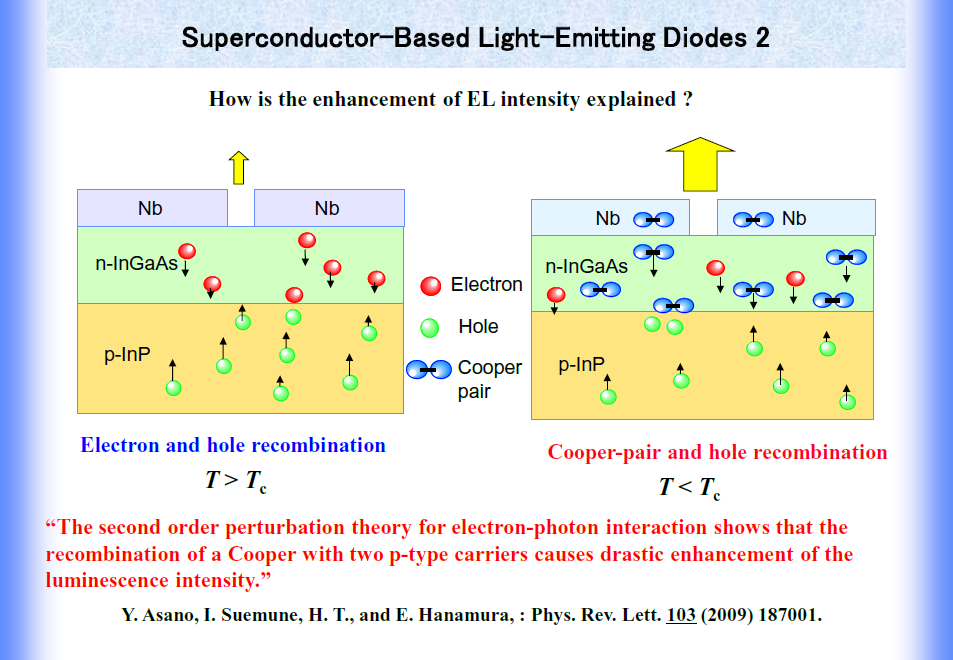 Superconductor-Based Light-Emitting Diodes 2
How is the enhancement of EL intensity explained ?
Nb
Nb
n-InGaAs
p-InP
Electron
Hole
Cooper
pair
Nb
Nb
n-InGaAs
p-InP
Electron and hole recombination
T > Tc
Cooper-pair and hole recombination
T < Tc
“The second order perturbation theory for electron-photon interaction shows that the
recombination of a Cooper with two p-type carriers causes drastic enhancement of the
luminescence intensity.”
Y. Asano, I. Suemune, H. T., and E. Hanamura, : Phys. Rev. Lett. 103 (2009) 187001.